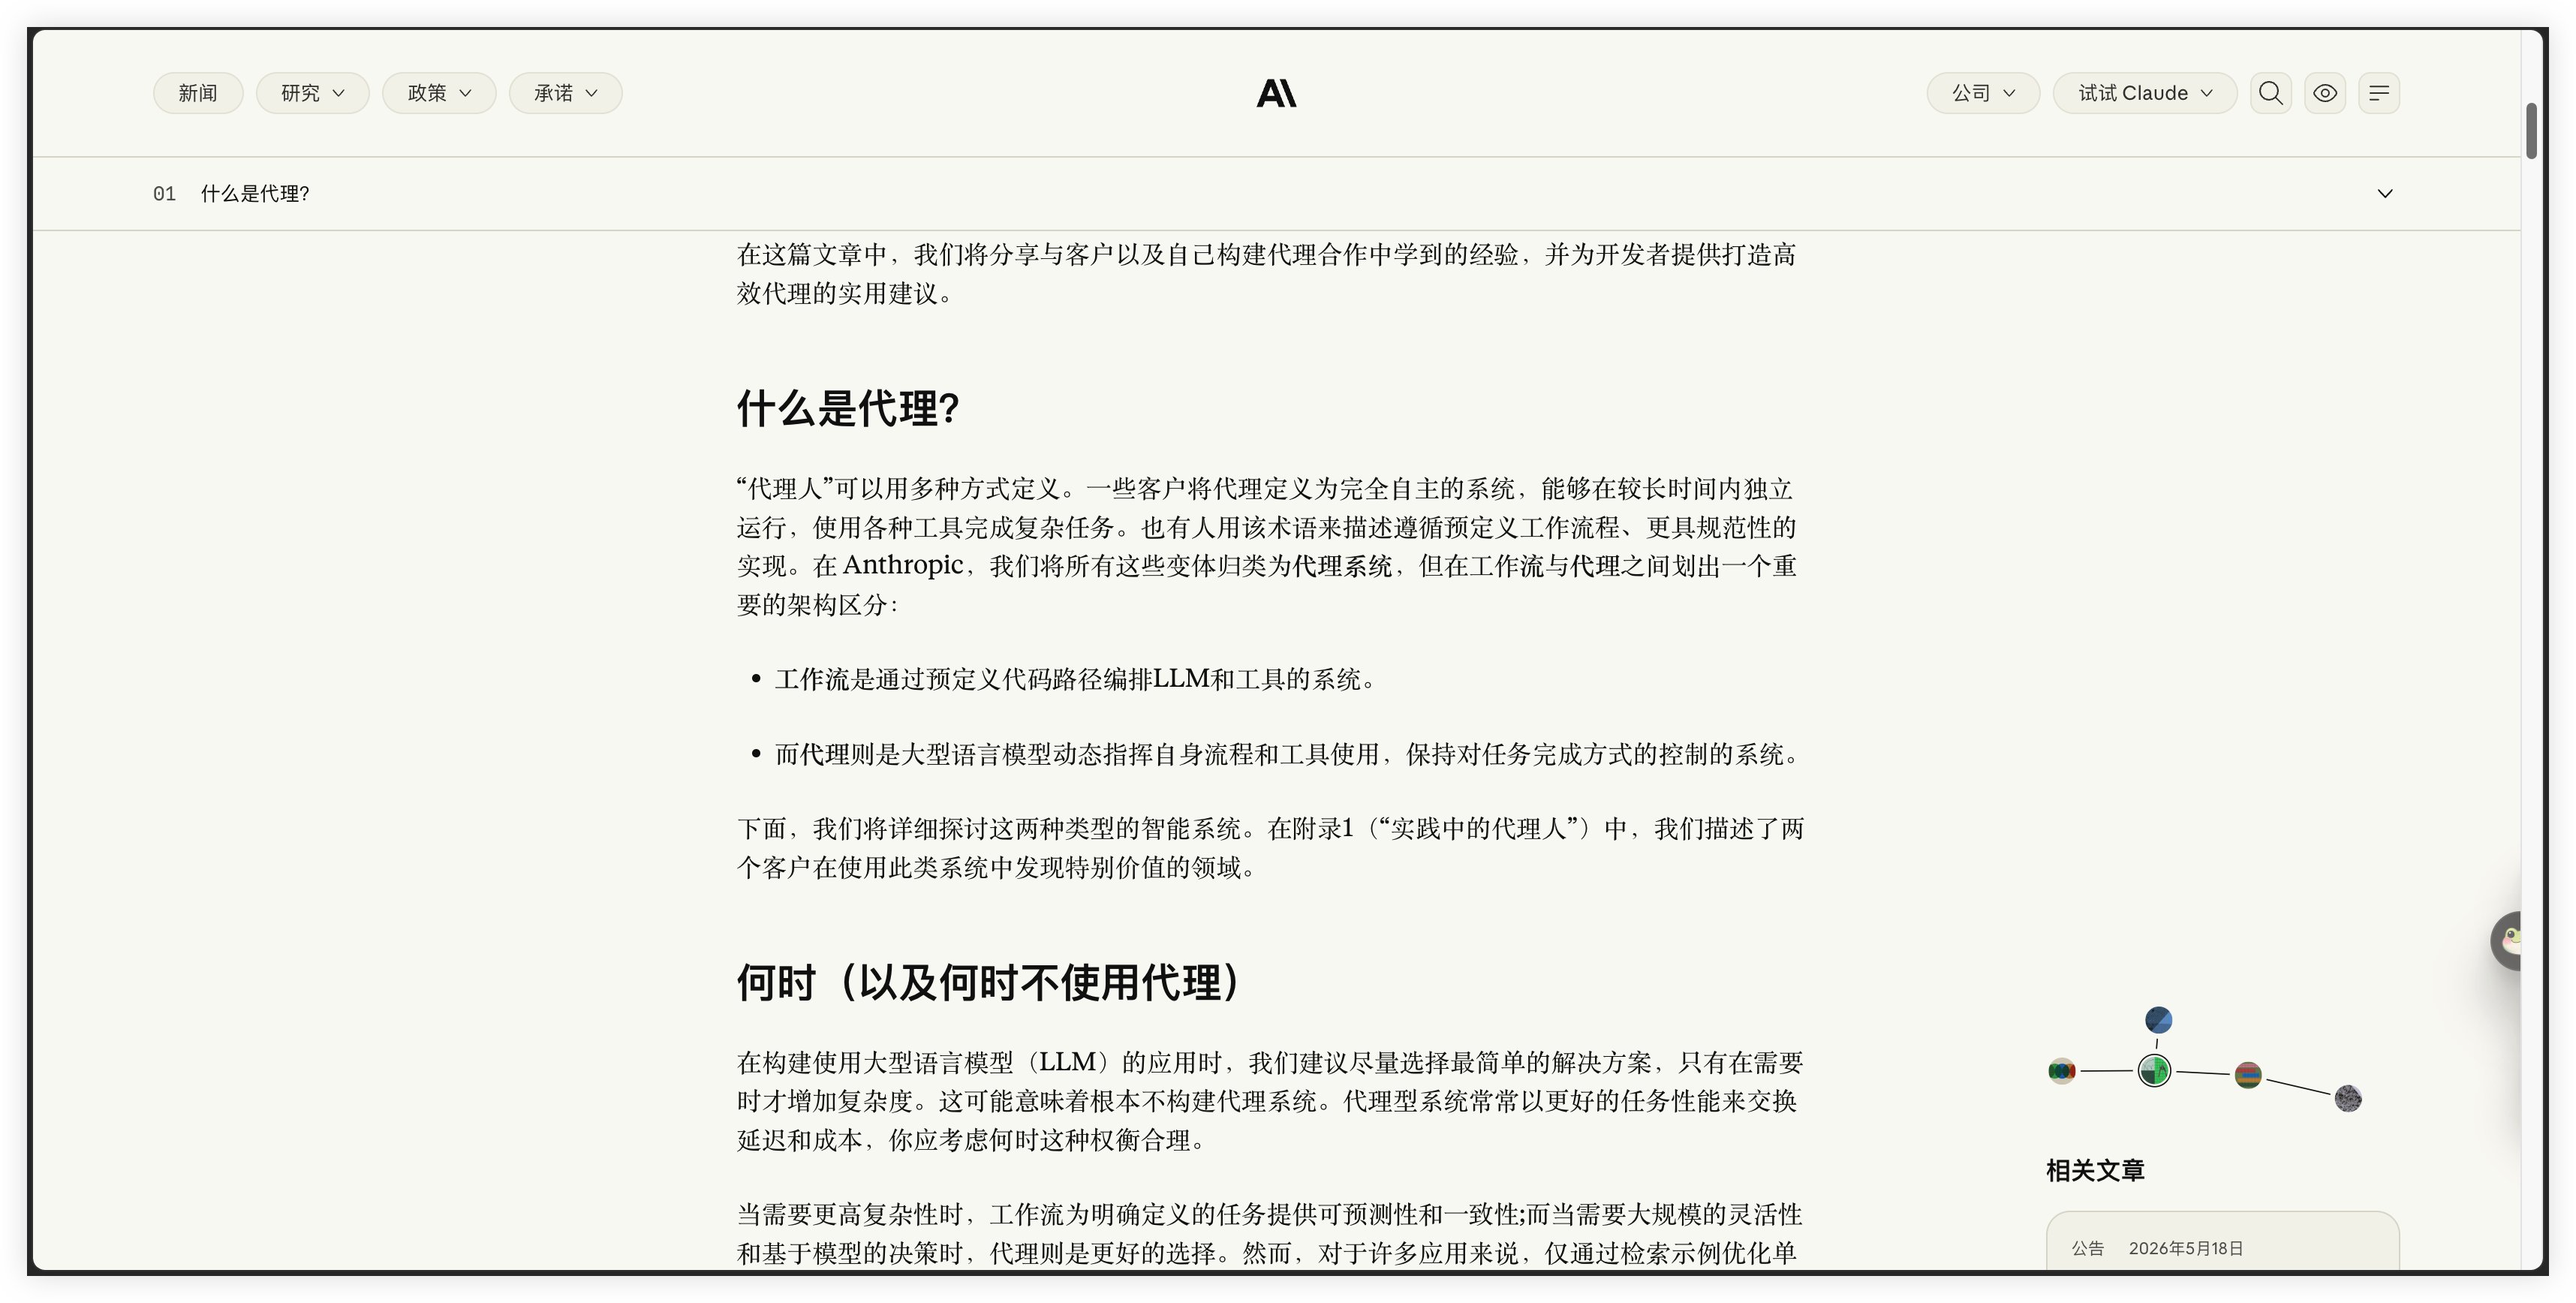 新闻
研究
政策
承诺
公司
试试 Claude
01 什么是代理?
在这篇文章中，我们将分享与客户以及自己构建代理合作中学到的经验，并为开发者提供打造高
效代理的实用建议。
什么是代理?
“代理人”可以用多种方式定义。一些客户将代理定义为完全自主的系统，能够在较长时间内独立
运行，使用各种工具完成复杂任务。也有人用该术语来描述遵循预定义工作流程、更具规范性的
实现。在 Anthropic，我们将所有这些变体归类为代理系统，但在工作流与代理之间划出一个重
要的架构区分：
• 工作流是通过预定义代码路径编排LLM和工具的系统。
• 而代理则是大型语言模型动态指挥自身流程和工具使用，保持对任务完成方式的控制的系统。
下面，我们将详细探讨这两种类型的智能系统。在附录1（“实践中的代理人”）中，我们描述了两
个客户在使用此类系统中发现特别价值的领域。
何时（以及何时不使用代理）
在构建使用大型语言模型（LLM）的应用时，我们建议尽量选择最简单的解决方案，只有在需要
时才增加复杂度。这可能意味着根本不构建代理系统。代理型系统常常以更好的任务性能来交换
延迟和成本，你应考虑何时这种权衡合理。
当需要更高复杂性时，工作流为明确定义的任务提供可预测性和一致性;而当需要大规模的灵活性
和基于模型的决策时，代理则是更好的选择。然而，对于许多应用来说，仅通过检索示例优化单
相关文章
公告 2026年5月18日